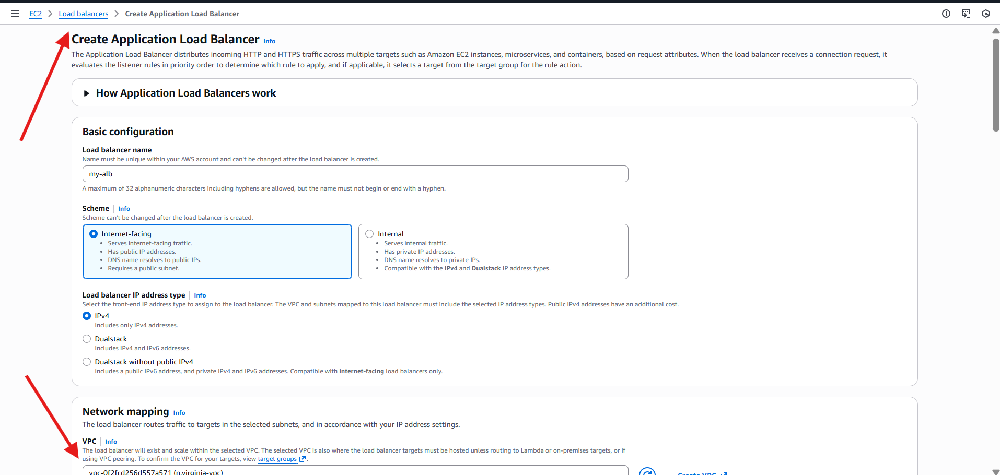 EC2 > Load balancers > Create Application Load Balancer
Create Application Load Balancer Info
The Application Load Balancer distributes incoming HTTP and HTTPS traffic across multiple targets such as Amazon EC2 instances, microservices, and containers, based on request attributes. When the load balancer receives a connection request, it
evaluates the listener rules in priority order to determine which rule to apply, and if applicable, it selects a target from the target group for the rule action.
How Application Load Balancers work
Basic configuration
Load balancer name
Name must be unique within your AWS account and can't be changed after the load balancer is created.
my-alb
A maximum of 32 alphanumeric characters including hyphens are allowed, but the name must not begin or end with a hyphen.
Scheme Info
Scheme can't be changed after the load balancer is created.
Internet-facing
• Serves internet-facing traffic.
• Has public IP addresses.
• DNS name resolves to public IPs.
• Requires a public subnet.
Internal
• Serves internal traffic.
• Has private IP addresses.
• DNS name resolves to private IPs.
• Compatible with the IPv4 and Dualstack IP address types.
Load balancer IP address type Info
Select the front-end IP address type to assign to the load balancer. The VPC and subnets mapped to this load balancer must include the selected IP address types. Public IPv4 addresses have an additional cost.
IPv4
Includes only IPv4 addresses.
Dualstack
Includes IPv4 and IPv6 addresses.
Dualstack without public IPv4
Includes a public IPv6 address, and private IPv4 and IPv6 addresses. Compatible with internet-facing load balancers only.
Network mapping Info
The load balancer routes traffic to targets in the selected subnets, and in accordance with your IP address settings.
VPC Info
The load balancer will exist and scale within the selected VPC. The selected VPC is also where the load balancer targets must be hosted unless routing to Lambda or on-premises targets, or if
using VPC peering. To confirm the VPC for your targets, view target groups.
vpc-0f2fcd256d557a571 (n.virginia-vpc)
Create VPC